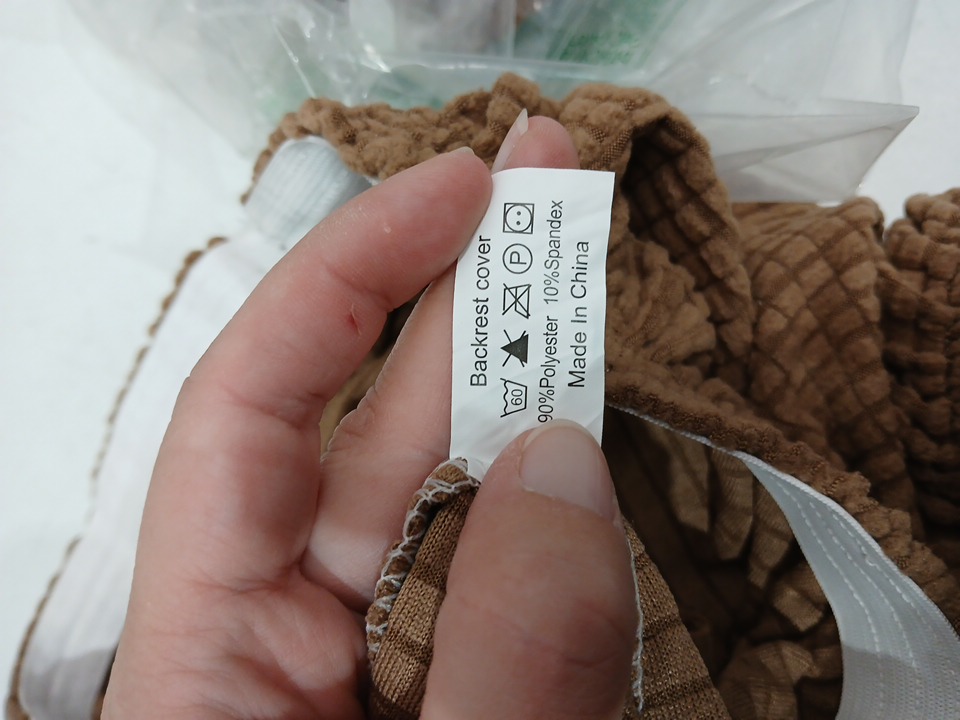 Backrest cover
60 P
90%Polyester 10%Spandex
Made In China